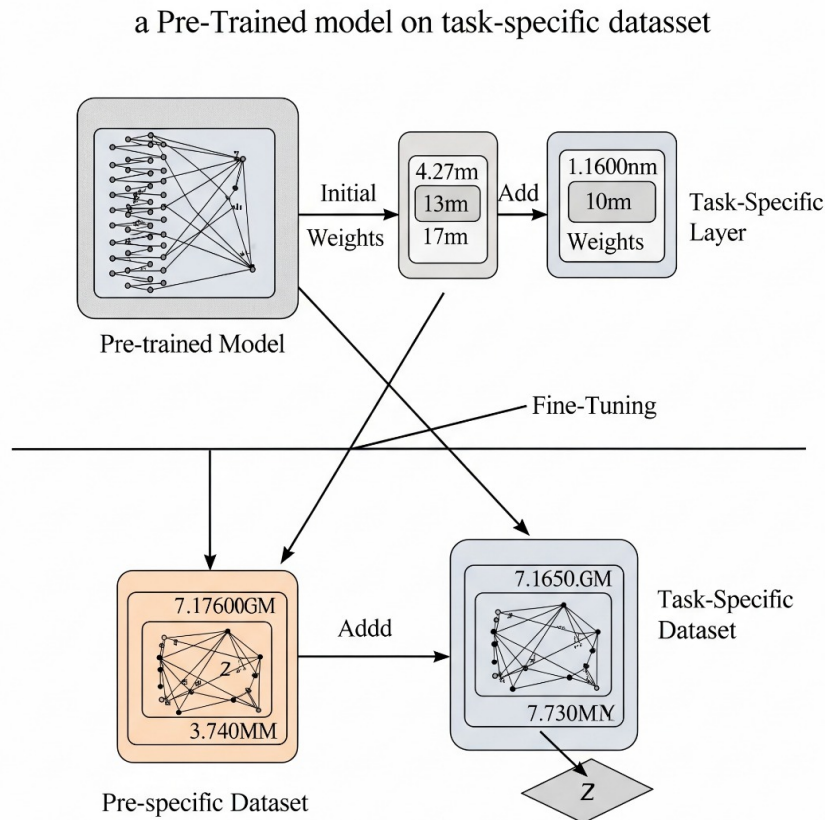 a Pre-Trained model on task-specific datasset
Initial
Weights
4.27m
13m
17m
Add
1.1600nm
10m
Weights
Task-Specific
Layer
Pre-trained Model
Fine-Tuning
7.17600GM
Z
3.740MM
Addd
7.1650.GM
7.730MN
Task-Specific
Dataset
Pre-specific Dataset
Z